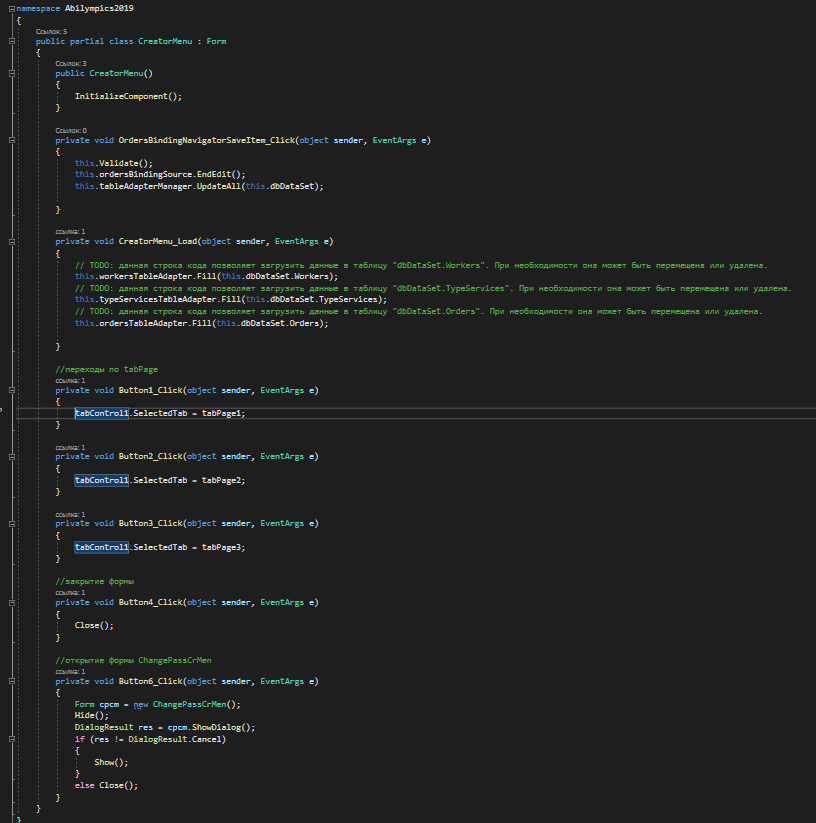 namespace Abilympics2019
{
Ссылок: 5
public partial class CreatorMenu : Form
{
Ссылок: 3
public CreatorMenu()
{
InitializeComponent();
}
Ссылок: 0
private void OrdersBindingNavigatorSaveItem_Click(object sender, EventArgs e)
{
this.Validate();
this.ordersBindingSource.EndEdit();
this.tableAdapterManager.UpdateAll(this.dbDataSet);
}
ссылка: 1
private void CreatorMenu_Load(object sender, EventArgs e)
{
// TODO: данная строка кода позволяет загрузить данные в таблицу "dbDataSet.Workers". При необходимости она может быть перемещена или удалена.
this.workersTableAdapter.Fill(this.dbDataSet.Workers);
// TODO: данная строка кода позволяет загрузить данные в таблицу "dbDataSet.TypeServices". При необходимости она может быть перемещена или удалена.
this.typeServicesTableAdapter.Fill(this.dbDataSet.TypeServices);
// TODO: данная строка кода позволяет загрузить данные в таблицу "dbDataSet.Orders". При необходимости она может быть перемещена или удалена.
this.ordersTableAdapter.Fill(this.dbDataSet.Orders);
}
//переходы по tabPage
ссылка: 1
private void Button1_Click(object sender, EventArgs e)
{
tabControl1.SelectedTab = tabPage1;
}
ссылка: 1
private void Button2_Click(object sender, EventArgs e)
{
tabControl1.SelectedTab = tabPage2;
}
ссылка: 1
private void Button3_Click(object sender, EventArgs e)
{
tabControl1.SelectedTab = tabPage3;
}
//закрытие формы
ссылка: 1
private void Button4_Click(object sender, EventArgs e)
{
Close();
}
//открытие формы ChangePassCrMen
ссылка: 1
private void Button6_Click(object sender, EventArgs e)
{
Form cpcm = new ChangePassCrMen();
Hide();
DialogResult res = cpcm.ShowDialog();
if (res != DialogResult.Cancel)
{
Show();
}
else Close();
}
}
}